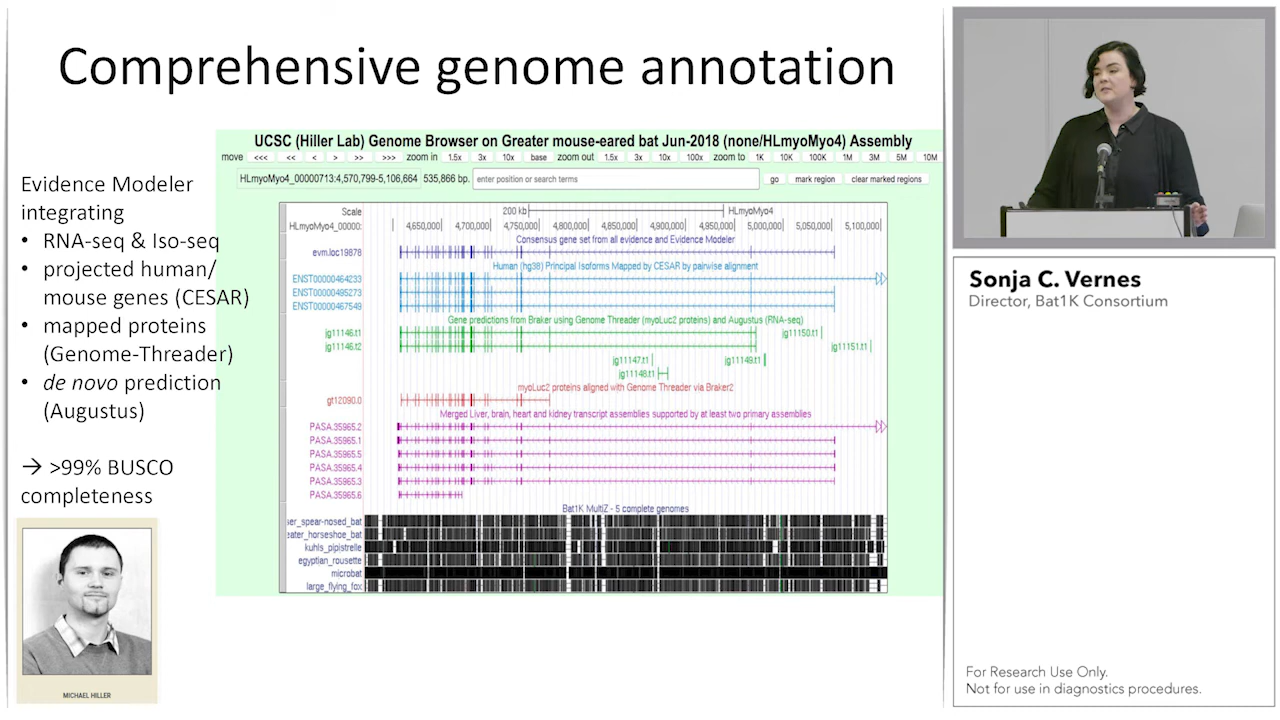 Comprehensive genome annotation
Evidence Modeler
integrating
• RNA-seq & Iso-seq
• projected human/
mouse genes (CESAR)
• mapped proteins
(Genome-Threader)
• de novo prediction
(Augustus)
→ >99% BUSCO
completeness
MICHAEL HILLER
UCSC (Hiller Lab) Genome Browser on Greater mouse-eared bat Jun-2018 (none/HLmyoMyo4) Assembly
move <<< << < > >> >>> zoom in 1.5x 3x 10x base zoom out 1.5x 3x 10x 100x zoom to 1K 10K 100K 1M 3M 5M 10M
HLmyoMyo4_00000713:4,570,799-5,106,664 535,866 bp. enter position or search terms go mark region clear marked regions
Scale 200 kb HLmyoMyo4
HLmyoMyo4_00000: 4,650,000 4,700,000 4,750,000 4,800,000 4,850,000 4,900,000 4,950,000 5,000,000 5,050,000 5,100,000
Consensus gene set from all evidence and Evidence Modeler
evm.loc19878
Human (hg38) Principal Isoforms Mapped by CESAR by pairwise alignment
ENST00000464233
ENST00000495273
ENST00000467549
Gene predictions from Braker using Genome Threader (myoLuc2 proteins) and Augustus (RNA-seq)
jg11146.t1 jg11150.t1
jg11146.t2 jg11151.t1
jg11147.t1 jg11149.t1
jg11148.t1
myoLuc2 proteins aligned with Genome Threader via Braker2
gt12090.0
Merged Liver, brain, heart and kidney transcript assemblies supported by at least two primary assemblies
PASA.35965.2
PASA.35965.1
PASA.35965.5
PASA.35965.4
PASA.35965.3
PASA.35965.6
Bat1K MultiZ - 5 complete genomes
ser_spear-nosed_bat
eater_horseshoe_bat
kuhls_pipistrelle
egyptian_rousette
microbat
large_flying_fox
Sonja C. Vernes
Director, Bat1K Consortium
For Research Use Only.
Not for use in diagnostics procedures.